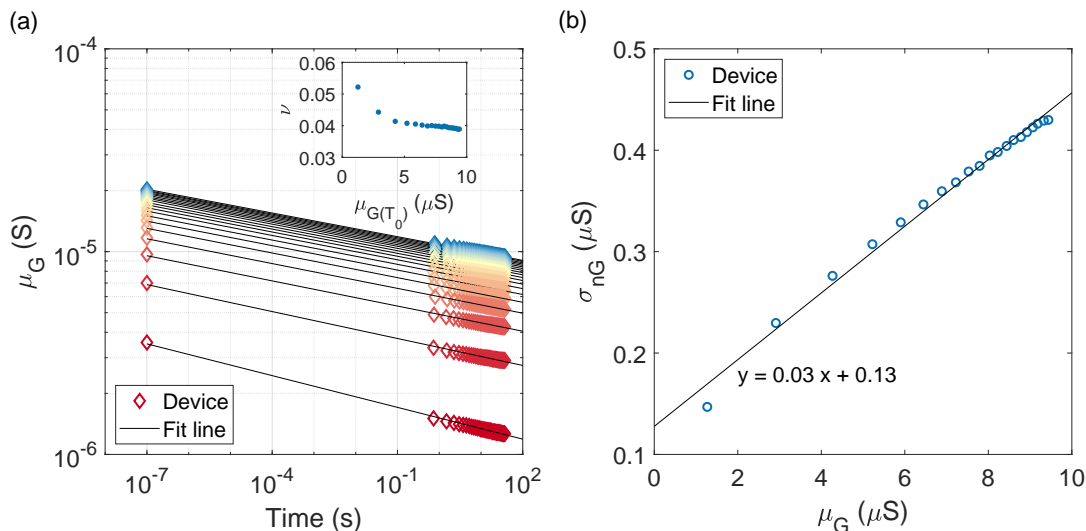 (a)
10^-4
10^-5
10^-6
μ_G (S)
10^-7
10^-4
10^-1
10^2
Time (s)
Device
Fit line
0.06
0.05
0.04
0.03
ν
0
5
10
μ_G(T_0) (μS)
(b)
0.5
0.4
0.3
0.2
0.1
σ_nG (μS)
0
2
4
6
8
10
μ_G (μS)
Device
Fit line
y = 0.03 x + 0.13